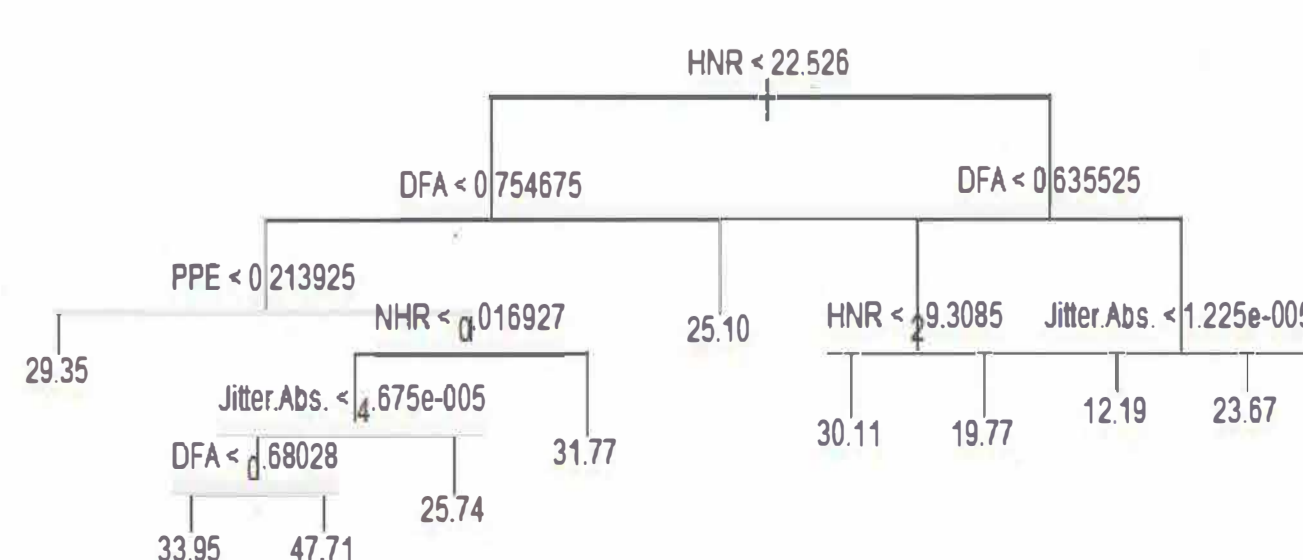 HNR < 22.526
DFA < 0.754675
DFA < 0.635525
PPE < 0.213925
NHR < 0.016927
25.10
HNR < 29.3085
Jitter.Abs. < 1.225e-005
29.35
Jitter.Abs. < 4.675e-005
30.11
19.77
12.19
23.67
DFA < 0.68028
31.77
25.74
33.95
47.71